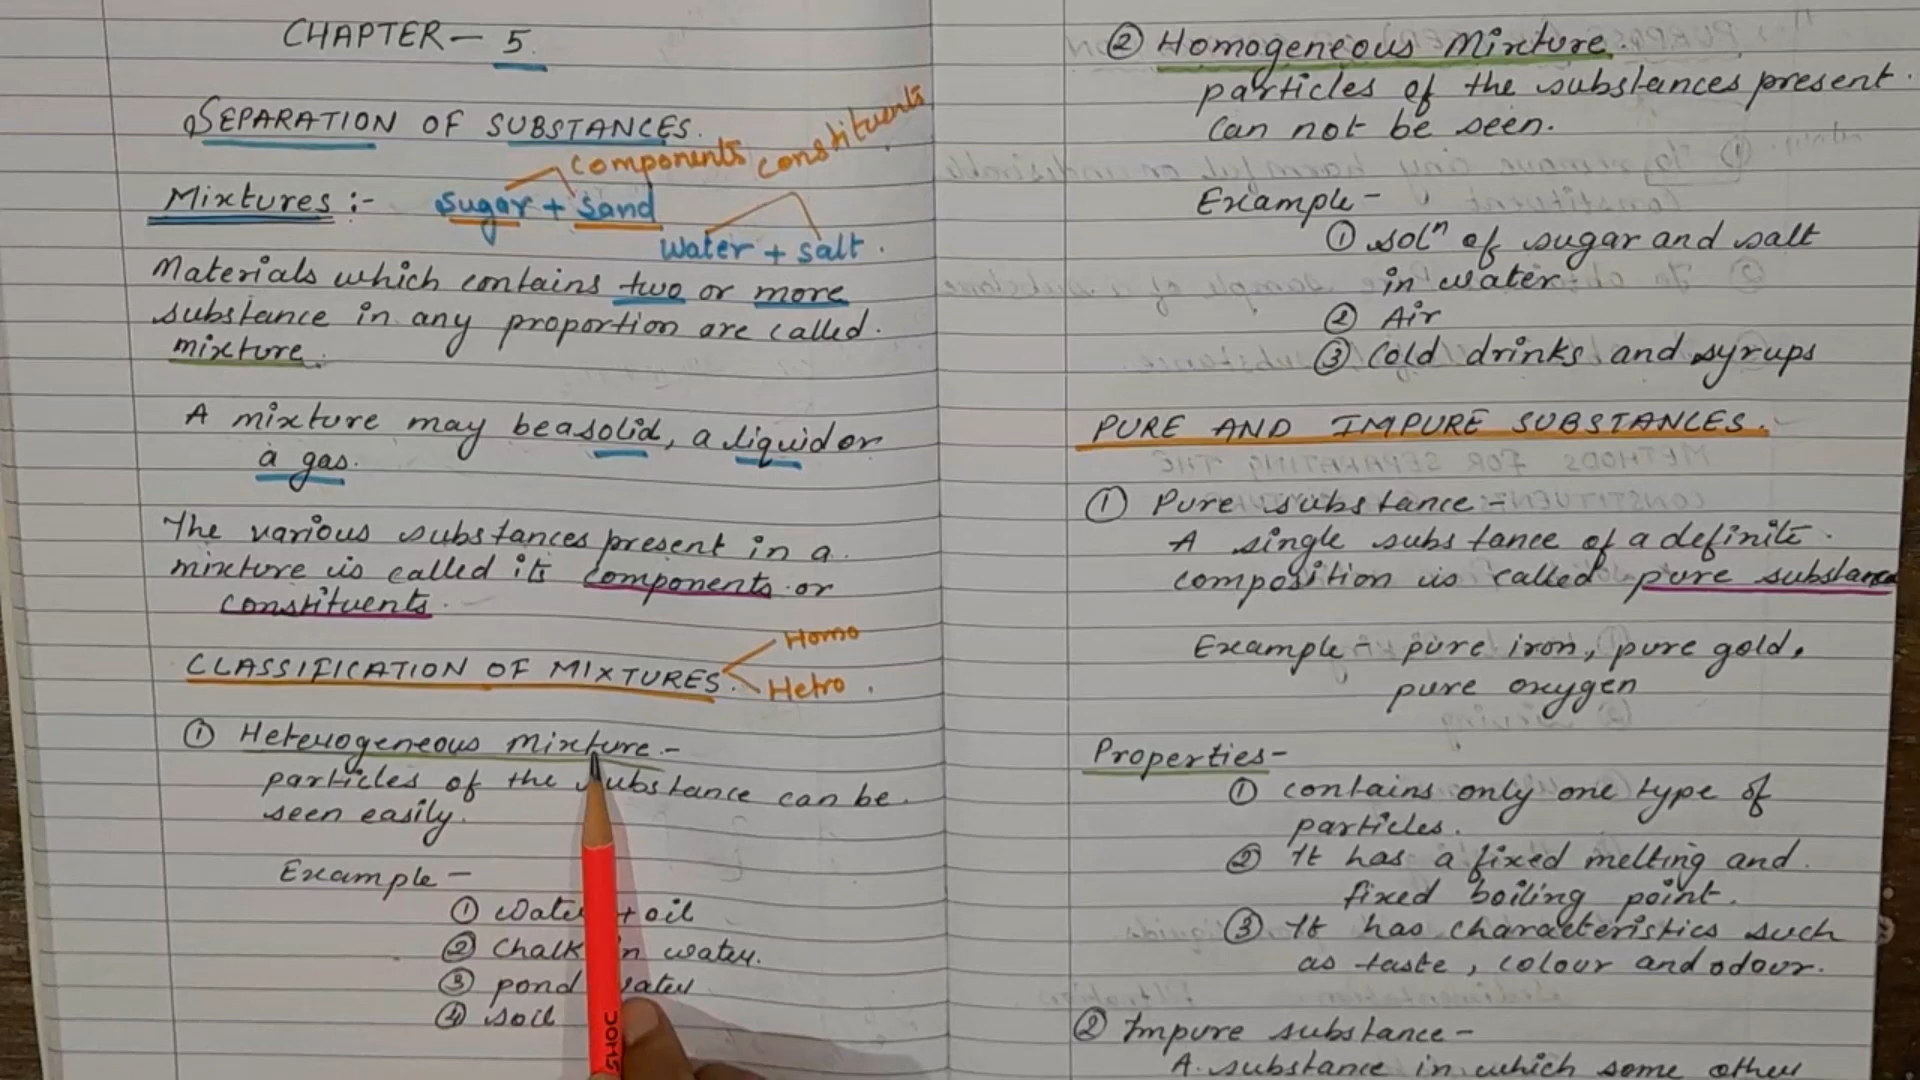 CHAPTER - 5.
SEPARATION OF SUBSTANCES.
components constituents
Mixtures :- Sugar + Sand
Water + Salt.
Materials which contains two or more
substance in any proportion are called.
mixture.
A mixture may be a solid, a liquid or
a gas.
The various substances present in a.
mixture is called its components or
constituents.
CLASSIFICATION OF MIXTURES.
Homo
Hetro.
① Heterogeneous mixture.-
particles of the substance can be.
seen easily.
Example -
① Water + oil
② Chalk in water.
③ pond water
④ soil
② Homogeneous Mixture.
particles of the substances present.
Can not be seen.
Example -
① solⁿ of sugar and salt
in water
② Air
③ Cold drinks and syrups
PURE AND IMPURE SUBSTANCES.
① Pure substance :-
A single substance of a definite.
composition is called pure substance
Example - pure iron, pure gold,
pure oxygen
Properties -
① contains only one type of
particles.
② It has a fixed melting and.
fixed boiling point.
③ It has characteristics such
as taste, colour and odour.
② Impure substance -
A substance in which some other
5HOC